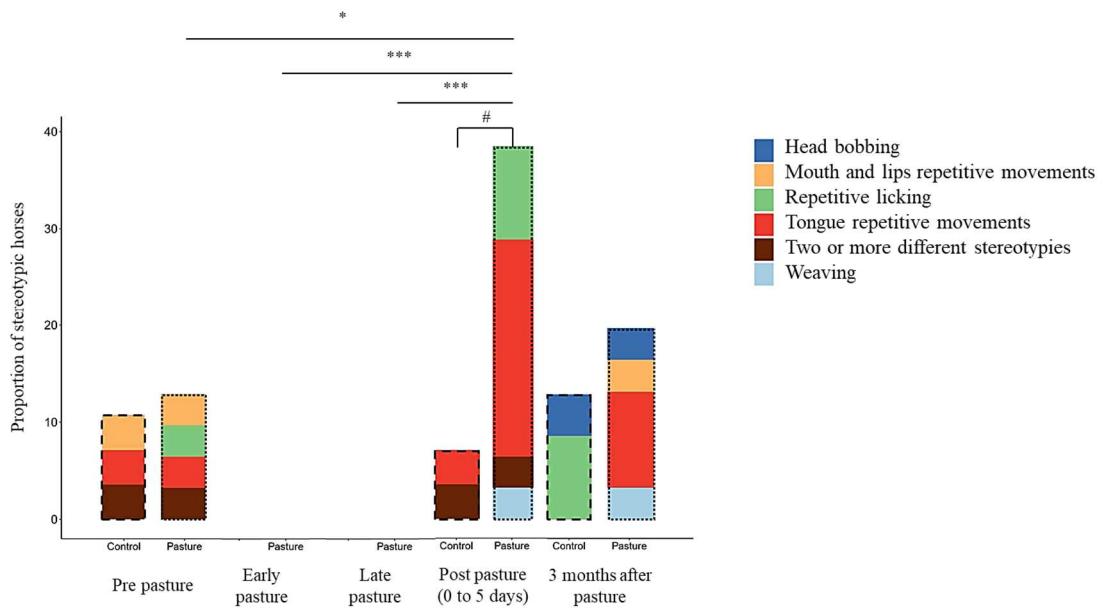 *
***
***
#
Proportion of stereotypic horses
40
30
20
10
0
Head bobbing
Mouth and lips repetitive movements
Repetitive licking
Tongue repetitive movements
Two or more different stereotypies
Weaving
Control Pasture Pasture Pasture Control Pasture Control Pasture
Pre pasture Early Late Post pasture 3 months after
pasture pasture (0 to 5 days) pasture